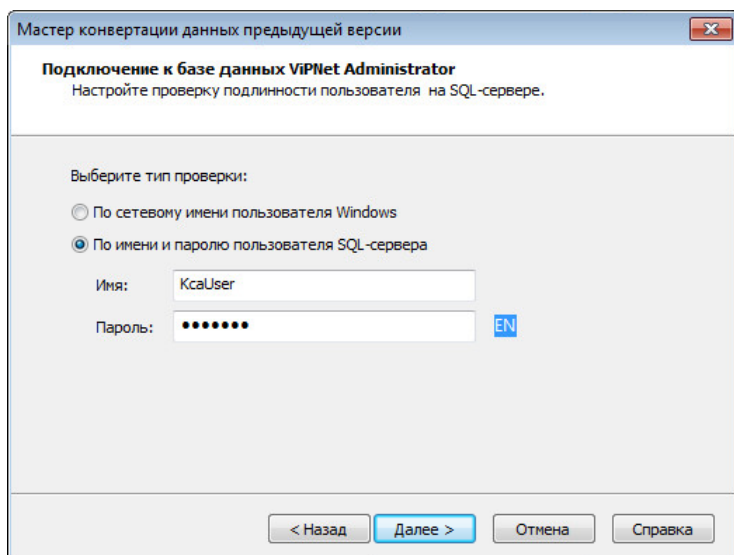 Мастер конвертации данных предыдущей версии
Подключение к базе данных ViPNet Administrator
Настройте проверку подлинности пользователя на SQL-сервере.
Выберите тип проверки:
По сетевому имени пользователя Windows
По имени и паролю пользователя SQL-сервера
Имя: KcaUser
Пароль: ●●●●●●● EN
< Назад Далее > Отмена Справка